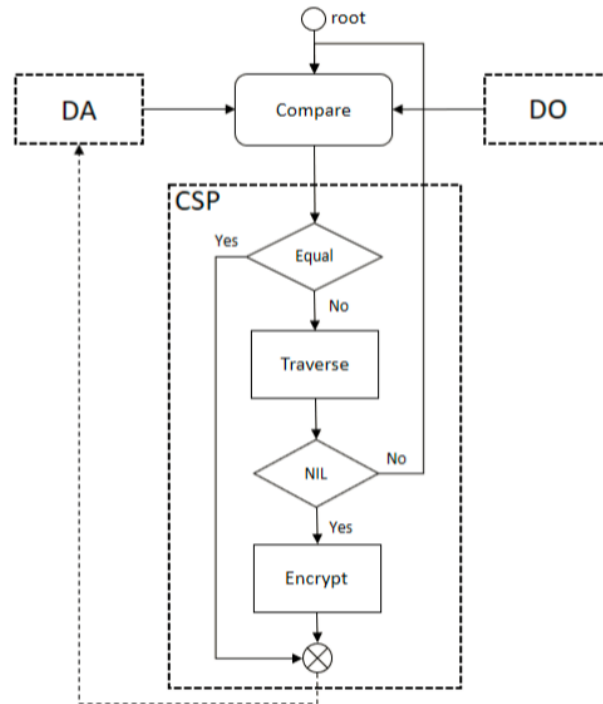 root
DA
Compare
DO
CSP
Yes
Equal
No
Traverse
No
NIL
Yes
Encrypt